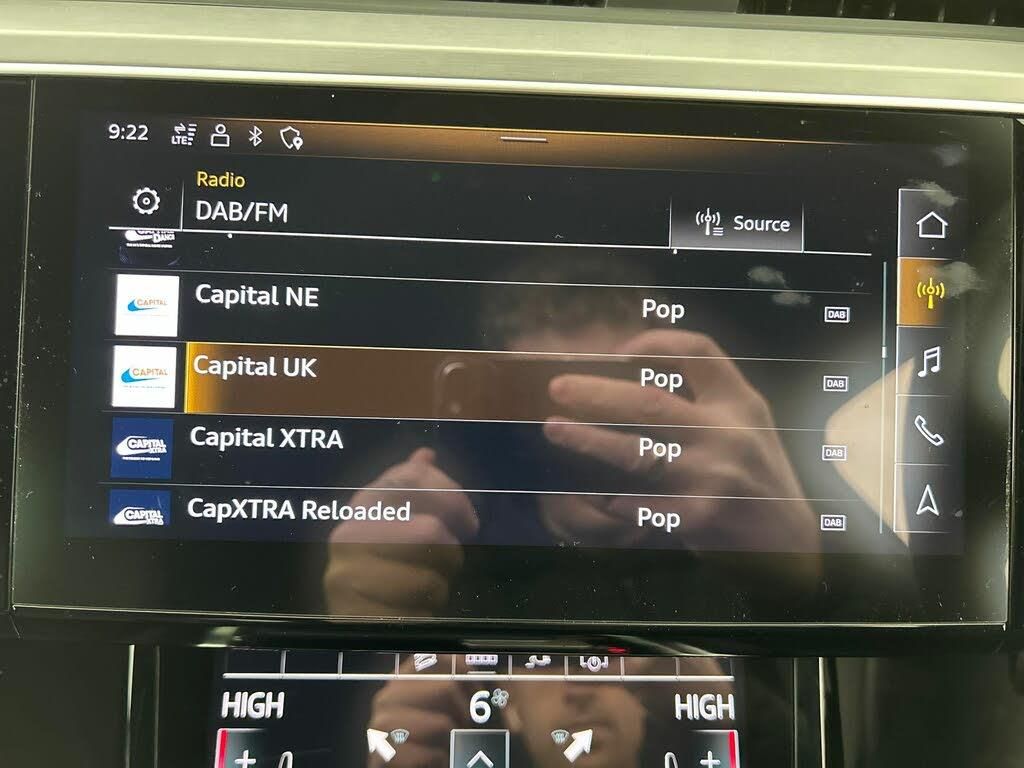 9:22 LTE
Radio
DAB/FM
Source
DANCE
CAPITAL
Capital NE
Pop
DAB
CAPITAL
Capital UK
Pop
DAB
CAPITAL
XTRA
Capital XTRA
Pop
DAB
CAPITAL
XTRA
CapXTRA Reloaded
Pop
DAB
HIGH
6
HIGH
+
+